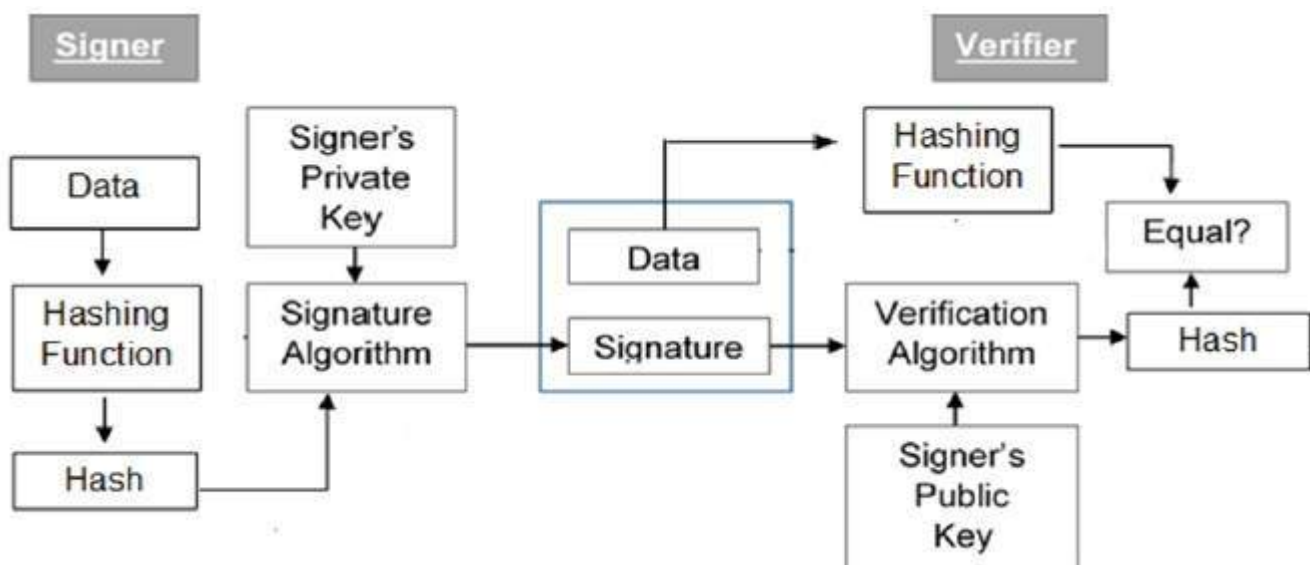 Signer
Verifier
Signer's
Private
Key
Hashing
Function
Data
Equal?
Data
Hashing
Function
Signature
Algorithm
Signature
Verification
Algorithm
Hash
Hash
Signer's
Public
Key